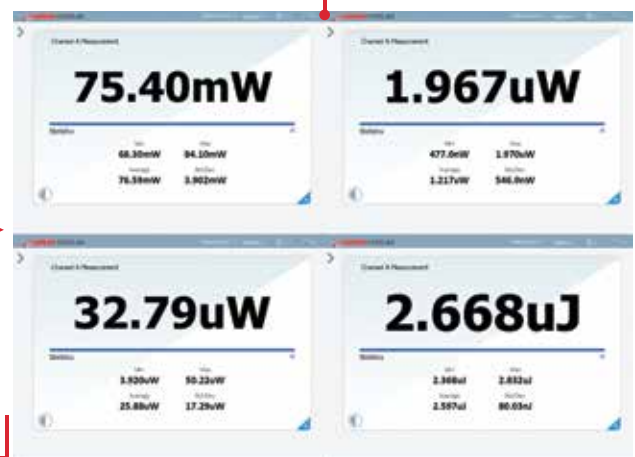 Channel A Measurement
75.40mW
Statistics
Min Max
68.30mW 84.10mW
Average Std Dev
76.59mW 3.902mW
Channel A Measurement
1.967uW
Statistics
Min Max
477.0nW 1.970uW
Average Std Dev
1.217uW 546.0nW
Channel A Measurement
32.79uW
Statistics
Min Max
3.920uW 50.22uW
Average Std Dev
25.88uW 17.29uW
Channel A Measurement
2.668uJ
Statistics
Min Max
2.368uJ 2.832uJ
Average Std Dev
2.597uJ 80.03nJ